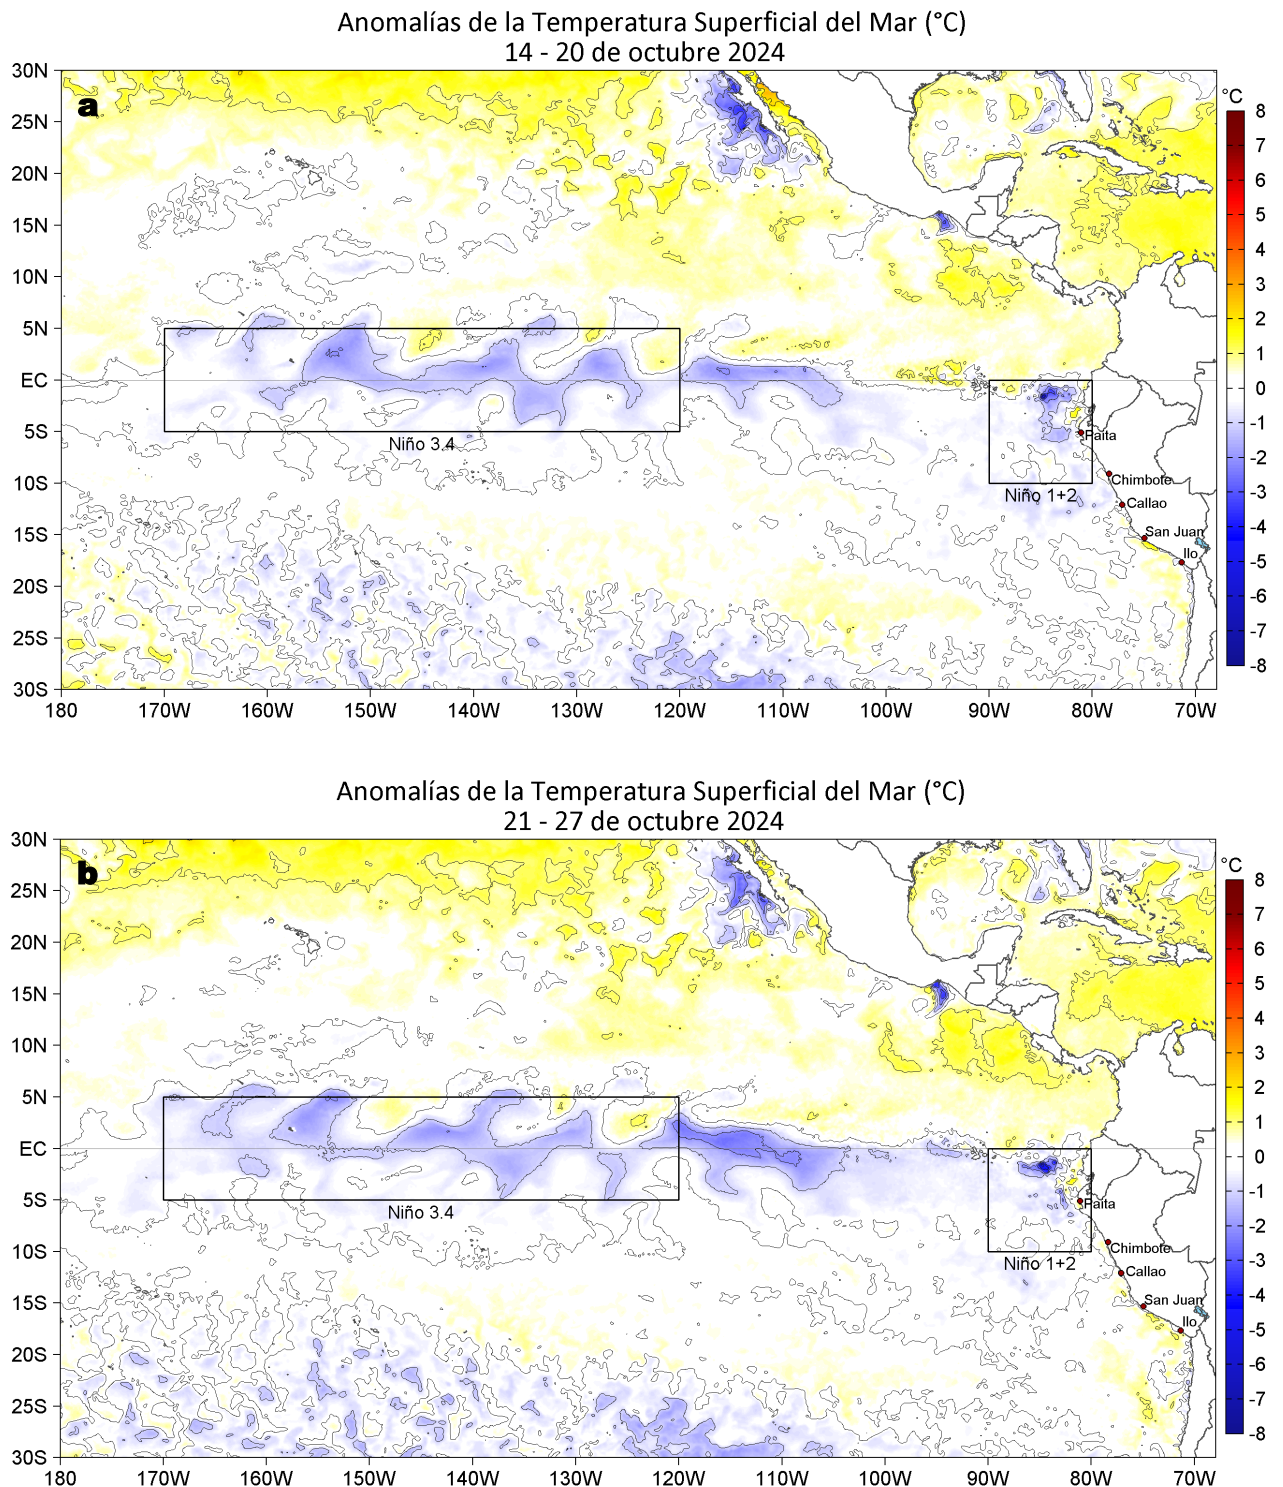 Anomalías de la Temperatura Superficial del Mar (°C)
14 - 20 de octubre 2024
a
30N
25N
20N
15N
10N
5N
EC
5S
10S
15S
20S
25S
30S
180 170W 160W 150W 140W 130W 120W 110W 100W 90W 80W 70W
Niño 3.4
Niño 1+2
Paita
Chimbote
Callao
San Juan
Ilo
°C
8
7
6
5
4
3
2
1
0
-1
-2
-3
-4
-5
-6
-7
-8
Anomalías de la Temperatura Superficial del Mar (°C)
21 - 27 de octubre 2024
b
30N
25N
20N
15N
10N
5N
EC
5S
10S
15S
20S
25S
30S
180 170W 160W 150W 140W 130W 120W 110W 100W 90W 80W 70W
Niño 3.4
Niño 1+2
Paita
Chimbote
Callao
San Juan
Ilo
°C
8
7
6
5
4
3
2
1
0
-1
-2
-3
-4
-5
-6
-7
-8